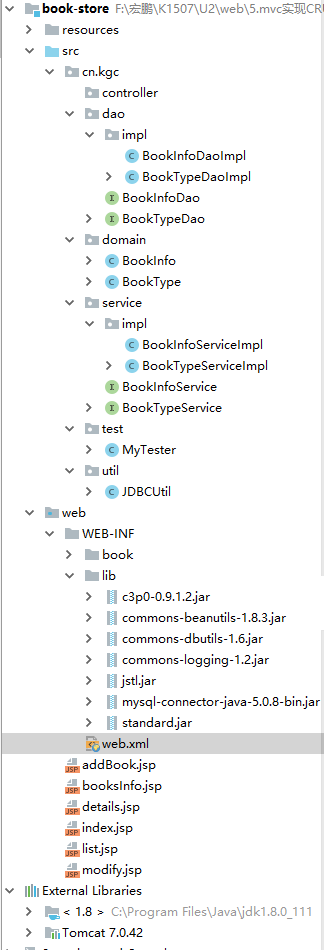 book-store F:\宏鹏\K1507\U2\web\5.mvc实现CRU
resources
src
cn.kgc
controller
dao
impl
BookInfoDaoImpl
BookTypeDaoImpl
BookInfoDao
BookTypeDao
domain
BookInfo
BookType
service
impl
BookInfoServiceImpl
BookTypeServiceImpl
BookInfoService
BookTypeService
test
MyTester
util
JDBCUtil
web
WEB-INF
book
lib
c3p0-0.9.1.2.jar
commons-beanutils-1.8.3.jar
commons-dbutils-1.6.jar
commons-logging-1.2.jar
jstl.jar
mysql-connector-java-5.0.8-bin.jar
standard.jar
web.xml
addBook.jsp
booksInfo.jsp
details.jsp
index.jsp
list.jsp
modify.jsp
External Libraries
< 1.8 > C:\Program Files\Java\jdk1.8.0_111
Tomcat 7.0.42